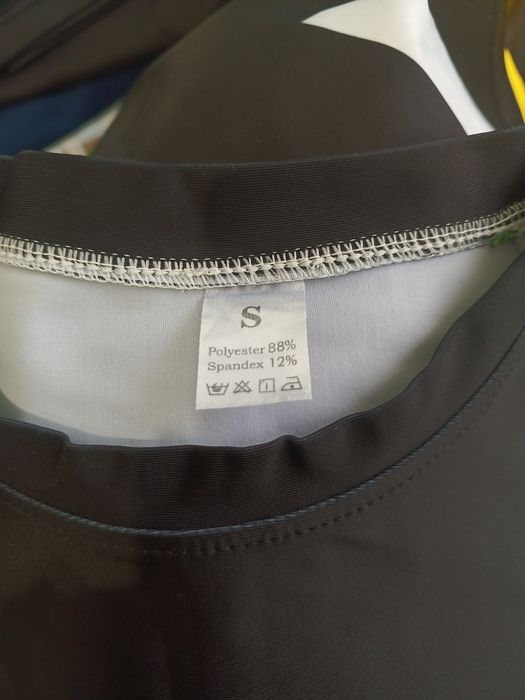 S
Polyester 88%
Spandex 12%